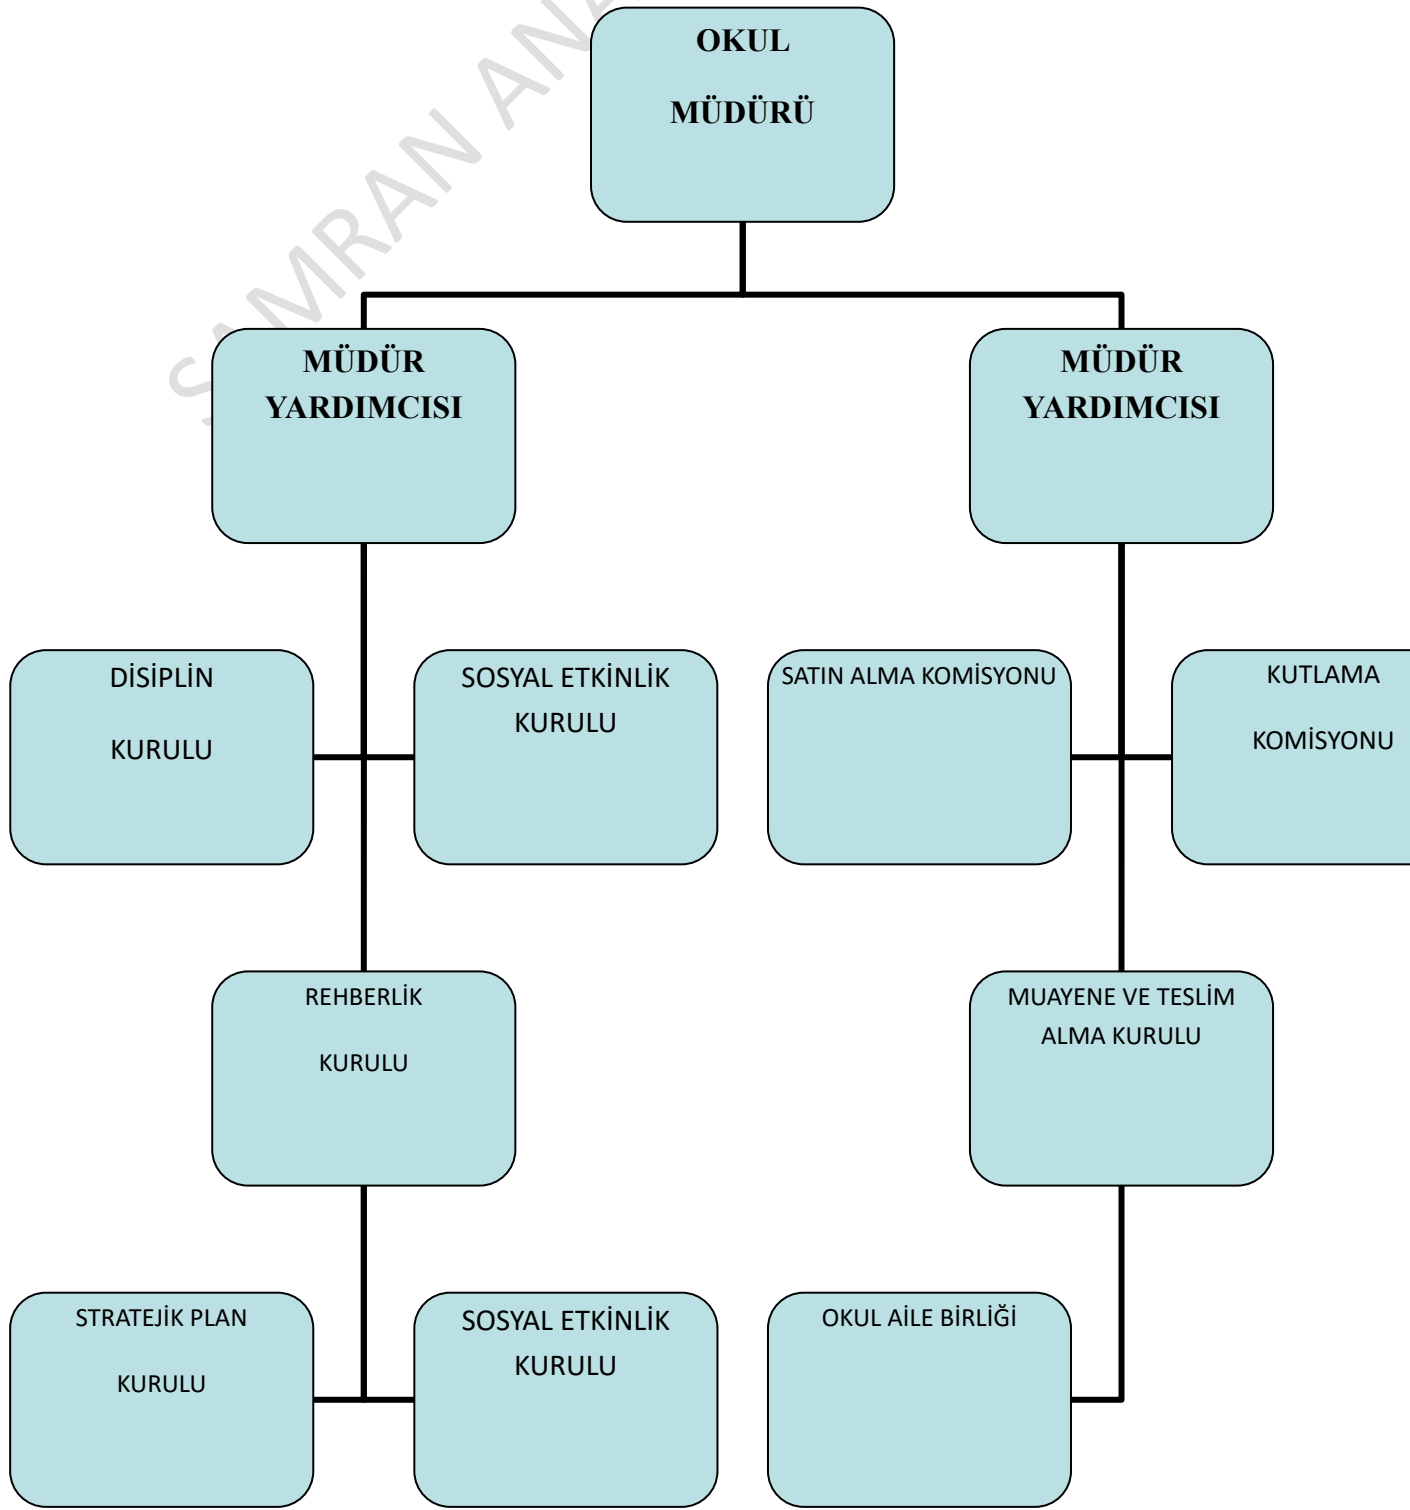 OKUL
MÜDÜRÜ
MÜDÜR
YARDIMCISI
MÜDÜR
YARDIMCISI
DİSİPLİN
KURULU
SOSYAL ETKİNLİK
KURULU
SATIN ALMA KOMİSYONU
KUTLAMA
KOMİSYONU
REHBERLİK
KURULU
MUAYENE VE TESLİM
ALMA KURULU
STRATEJİK PLAN
KURULU
SOSYAL ETKİNLİK
KURULU
OKUL AİLE BİRLİĞİ